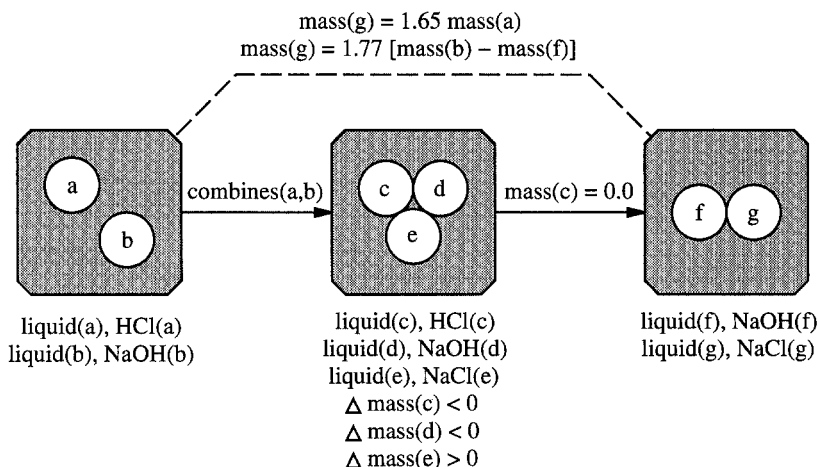 mass(g) = 1.65 mass(a)
mass(g) = 1.77 [mass(b) – mass(f)]
a
b
combines(a,b)
c
d
e
mass(c) = 0.0
f
g
liquid(a), HCl(a)
liquid(b), NaOH(b)
liquid(c), HCl(c)
liquid(d), NaOH(d)
liquid(e), NaCl(e)
Δ mass(c) < 0
Δ mass(d) < 0
Δ mass(e) > 0
liquid(f), NaOH(f)
liquid(g), NaCl(g)